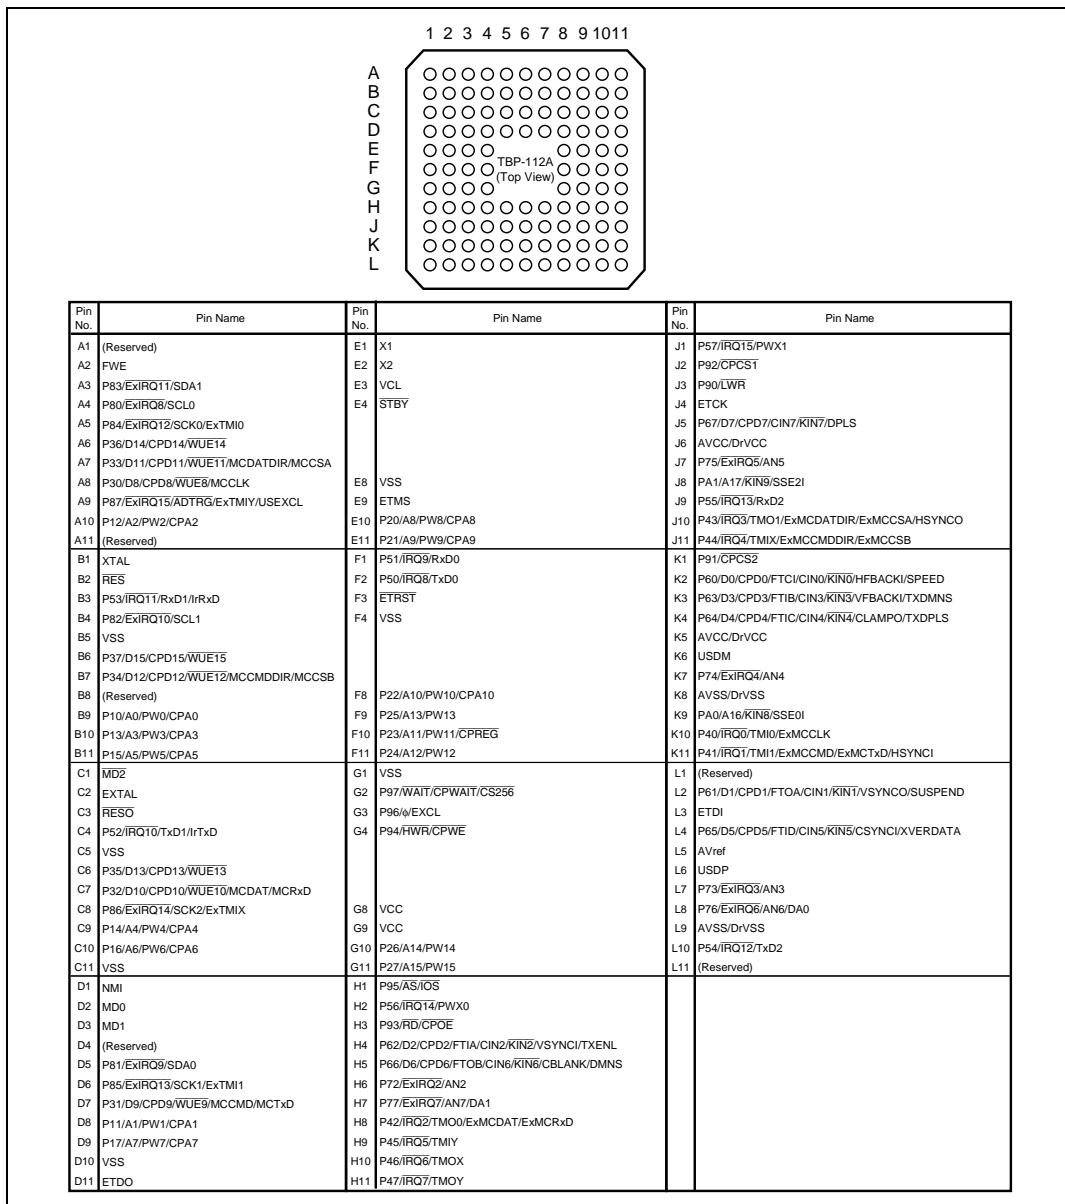 1 2 3 4 5 6 7 8 9 1011
A
B
C
D
E
F
G
H
J
K
L
TBP-112A
(Top View)
Pin No. Pin Name Pin No. Pin Name Pin No. Pin Name
A1 (Reserved) E1 X1 J1 P57/IRQ15/PWX1
A2 FWE E2 X2 J2 P92/CPCS1
A3 P83/ExIRQ11/SDA1 E3 VCL J3 P90/LWR
A4 P80/ExIRQ8/SCL0 E4 STBY J4 ETCK
A5 P84/ExIRQ12/SCK0/ExTMI0 J5 P67/D7/CPD7/CIN7/KIN7/DPLS
A6 P36/D14/CPD14/WUE14 J6 AVCC/DrVCC
A7 P33/D11/CPD11/WUE11/MCDATDIR/MCCSA J7 P75/ExIRQ5/AN5
A8 P30/D8/CPD8/WUE8/MCCLK E8 VSS J8 PA1/A17/KIN9/SSE2I
A9 P87/ExIRQ15/ADTRG/ExTMIY/USEXCL E9 ETMS J9 P55/IRQ13/RxD2
A10 P12/A2/PW2/CPA2 E10 P20/A8/PW8/CPA8 J10 P43/IRQ3/TMO1/ExMCDATDIR/ExMCCSA/HSYNCO
A11 (Reserved) E11 P21/A9/PW9/CPA9 J11 P44/IRQ4/TMIX/ExMCCMDDIR/ExMCCSB
B1 XTAL F1 P51/IRQ9/RxD0 K1 P91/CPCS2
B2 RES F2 P50/IRQ8/TxD0 K2 P60/D0/CPD0/FTCI/CIN0/KIN0/HFBACKI/SPEED
B3 P53/IRQ11/RxD1/IrRxD F3 ETRST K3 P63/D3/CPD3/FTIB/CIN3/KIN3/VFBACKI/TXDMNS
B4 P82/ExIRQ10/SCL1 F4 VSS K4 P64/D4/CPD4/FTIC/CIN4/KIN4/CLAMPO/TXDPLS
B5 VSS K5 AVCC/DrVCC
B6 P37/D15/CPD15/WUE15 K6 USDM
B7 P34/D12/CPD12/WUE12/MCCMDDIR/MCCSB K7 P74/ExIRQ4/AN4
B8 (Reserved) F8 P22/A10/PW10/CPA10 K8 AVSS/DrVSS
B9 P10/A0/PW0/CPA0 F9 P25/A13/PW13 K9 PA0/A16/KIN8/SSE0I
B10 P13/A3/PW3/CPA3 F10 P23/A11/PW11/CPREG K10 P40/IRQ0/TMI0/ExMCCLK
B11 P15/A5/PW5/CPA5 F11 P24/A12/PW12 K11 P41/IRQ1/TMI1/ExMCCMD/ExMCTxD/HSYNCI
C1 MD2 G1 VSS L1 (Reserved)
C2 EXTAL G2 P97/WAIT/CPWAIT/CS256 L2 P61/D1/CPD1/FTOA/CIN1/KIN1/VSYNCO/SUSPEND
C3 RESO G3 P96/ϕ/EXCL L3 ETDI
C4 P52/IRQ10/TxD1/IrTxD G4 P94/HWR/CPWE L4 P65/D5/CPD5/FTID/CIN5/KIN5/CSYNCI/XVERDATA
C5 VSS L5 AVref
C6 P35/D13/CPD13/WUE13 L6 USDP
C7 P32/D10/CPD10/WUE10/MCDAT/MCRxD L7 P73/ExIRQ3/AN3
C8 P86/ExIRQ14/SCK2/ExTMIX G8 VCC L8 P76/ExIRQ6/AN6/DA0
C9 P14/A4/PW4/CPA4 G9 VCC L9 AVSS/DrVSS
C10 P16/A6/PW6/CPA6 G10 P26/A14/PW14 L10 P54/IRQ12/TxD2
C11 VSS G11 P27/A15/PW15 L11 (Reserved)
D1 NMI H1 P95/AS/IOS
D2 MD0 H2 P56/IRQ14/PWX0
D3 MD1 H3 P93/RD/CPOE
D4 (Reserved) H4 P62/D2/CPD2/FTIA/CIN2/KIN2/VSYNCI/TXENL
D5 P81/ExIRQ9/SDA0 H5 P66/D6/CPD6/FTOB/CIN6/KIN6/CBLANK/DMNS
D6 P85/ExIRQ13/SCK1/ExTMI1 H6 P72/ExIRQ2/AN2
D7 P31/D9/CPD9/WUE9/MCCMD/MCTxD H7 P77/ExIRQ7/AN7/DA1
D8 P11/A1/PW1/CPA1 H8 P42/IRQ2/TMO0/ExMCDAT/ExMCRxD
D9 P17/A7/PW7/CPA7 H9 P45/IRQ5/TMIY
D10 VSS H10 P46/IRQ6/TMOX
D11 ETDO H11 P47/IRQ7/TMOY